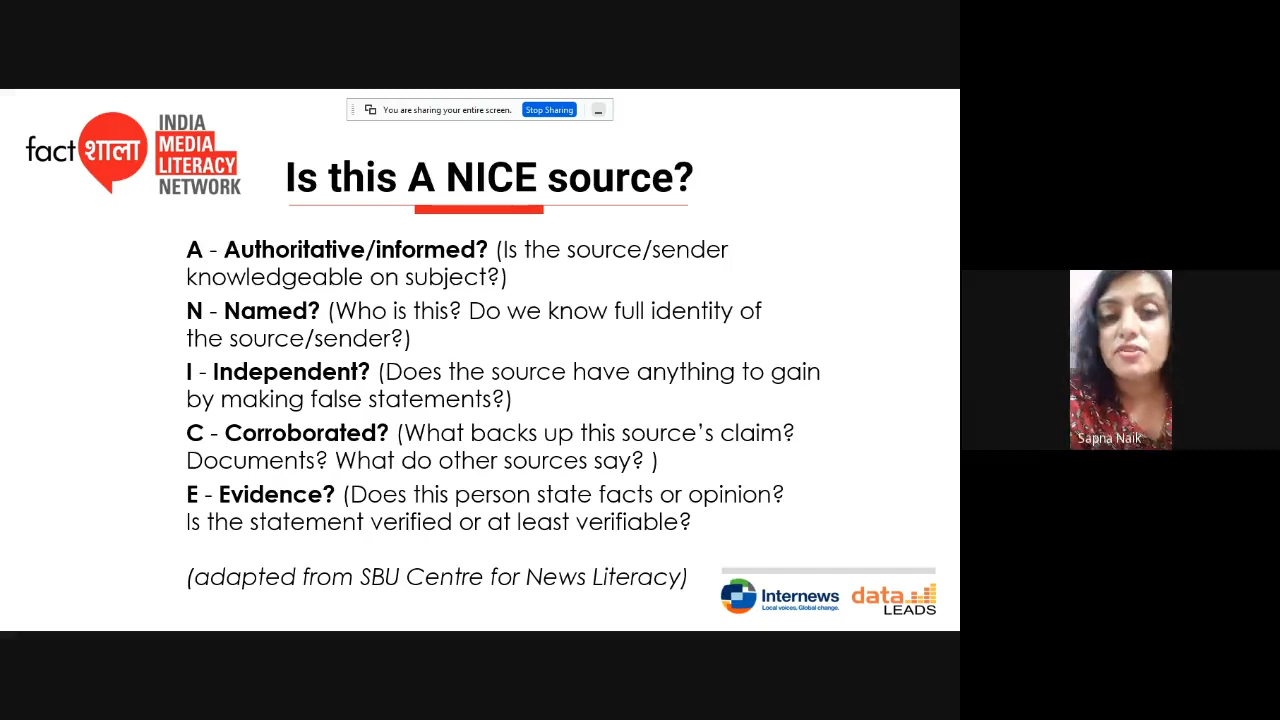 You are sharing your entire screen.
Stop Sharing
fact शाला
INDIA
MEDIA
LITERACY
NETWORK
Is this A NICE source?
A - Authoritative/informed? (Is the source/sender
knowledgeable on subject?)
N - Named? (Who is this? Do we know full identity of
the source/sender?)
I - Independent? (Does the source have anything to gain
by making false statements?)
C - Corroborated? (What backs up this source’s claim?
Documents? What do other sources say? )
E - Evidence? (Does this person state facts or opinion?
Is the statement verified or at least verifiable?
(adapted from SBU Centre for News Literacy)
Internews
Local voices. Global change.
data
LEADS
Sapna Naik